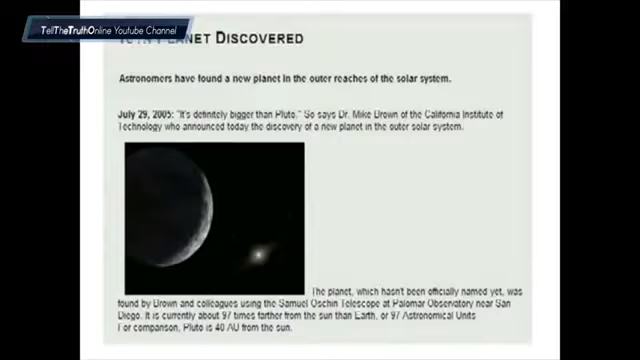 TellTheTruthOnline Youtube Channel
PLANET DISCOVERED
Astronomers have found a new planet in the outer reaches of the solar system.
July 29, 2005: "It's definitely bigger than Pluto." So says Dr. Mike Brown of the California Institute of
Technology who announced today the discovery of a new planet in the outer solar system.
The planet, which hasn't been officially named yet, was
found by Brown and colleagues using the Samuel Oschin Telescope at Palomar Observatory near San
Diego. It is currently about 97 times farther from the sun than Earth, or 97 Astronomical Units
For comparison, Pluto is 40 AU from the sun.